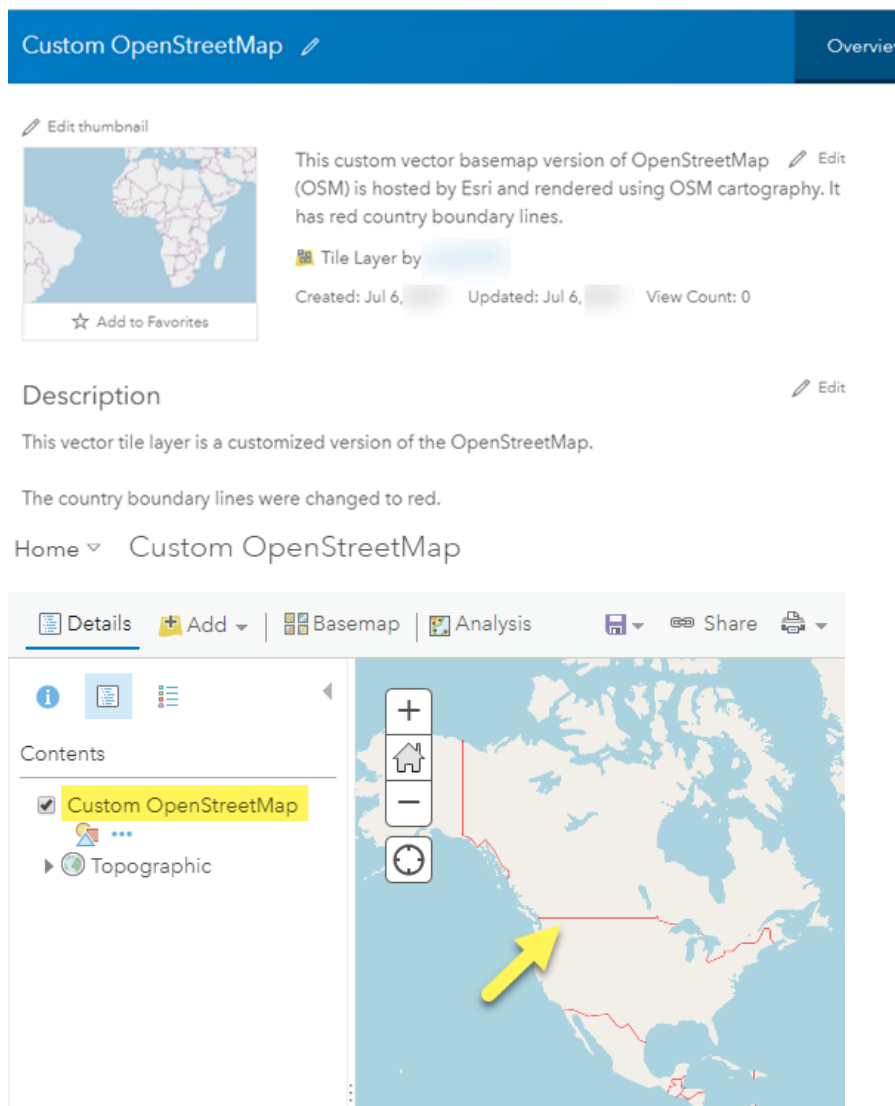 Custom OpenStreetMap
Overvie
Edit thumbnail
This custom vector basemap version of OpenStreetMap
Edit
(OSM) is hosted by Esri and rendered using OSM cartography. It
has red country boundary lines.
Tile Layer by
Created: Jul 6, Updated: Jul 6, View Count: 0
Add to Favorites
Description
Edit
This vector tile layer is a customized version of the OpenStreetMap.
The country boundary lines were changed to red.
Home Custom OpenStreetMap
Details Add Basemap Analysis Share
Contents
Custom OpenStreetMap
Topographic